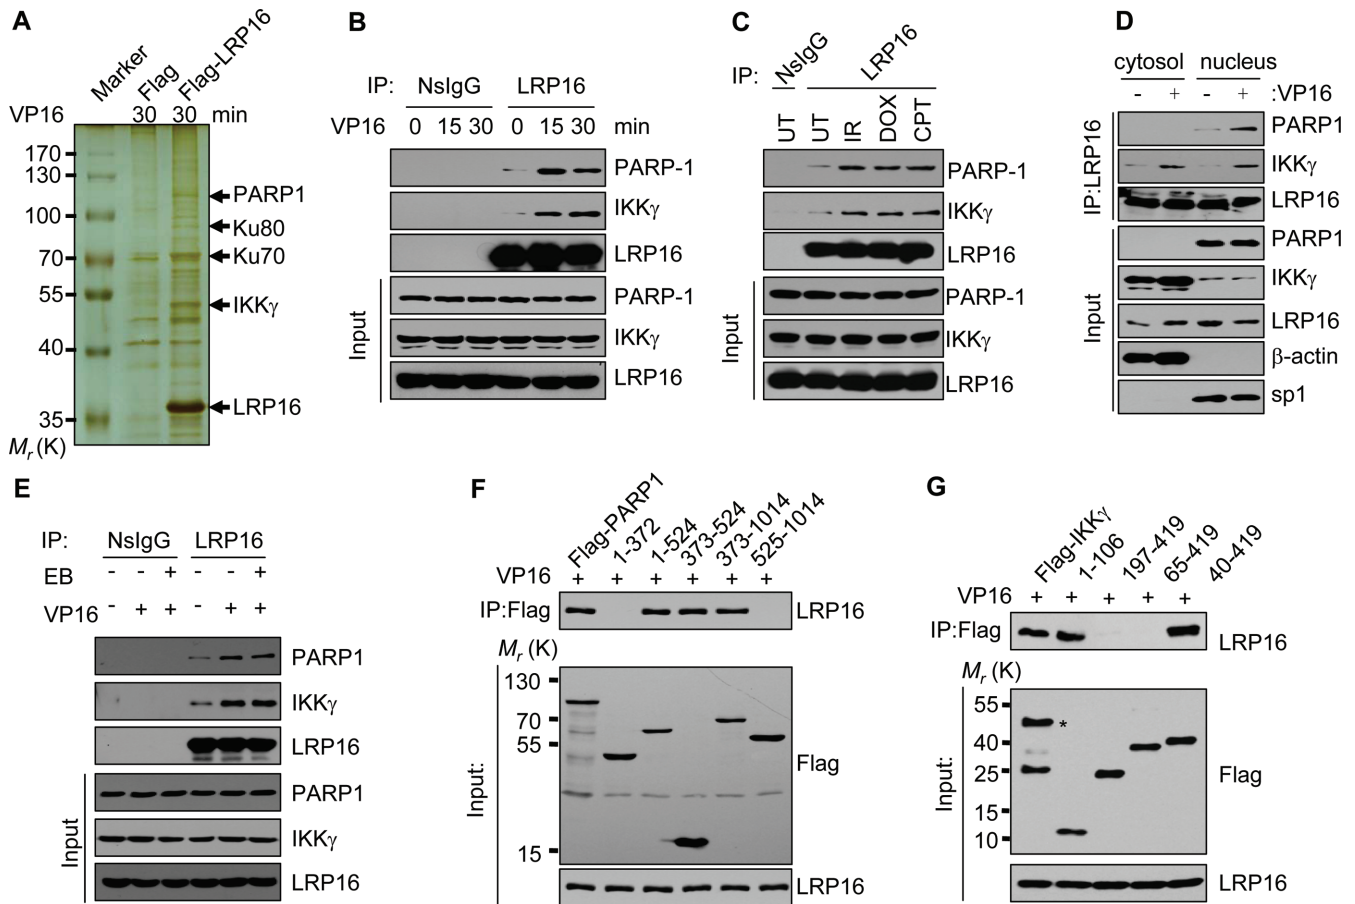 A
Marker
Flag
Flag-LRP16
VP16 30 30 min
170
130
100
70
55
40
35
Mr (K)
PARP1
Ku80
Ku70
IKKγ
LRP16
B
IP: NsIgG LRP16
VP16 0 15 30 0 15 30 min
PARP-1
IKKγ
LRP16
Input
PARP-1
IKKγ
LRP16
C
IP: NsIgG LRP16
UT UT IR DOX CPT
PARP-1
IKKγ
LRP16
Input
PARP-1
IKKγ
LRP16
D
cytosol nucleus
- + - + :VP16
IP:LRP16
PARP1
IKKγ
LRP16
Input
PARP1
IKKγ
LRP16
β-actin
sp1
E
IP: NsIgG LRP16
EB - - + - - +
VP16 - + + - + +
PARP1
IKKγ
LRP16
Input
PARP1
IKKγ
LRP16
F
Flag-PARP1
1-372
1-524
373-524
373-1014
525-1014
VP16 + + + + + +
IP:Flag LRP16
Mr (K)
130
70
55
15
Input:
Flag
LRP16
G
Flag-IKKγ
1-106
197-419
65-419
40-419
VP16 + + + + +
IP:Flag LRP16
Mr (K)
55
40
25
15
10
*
Input:
Flag
LRP16